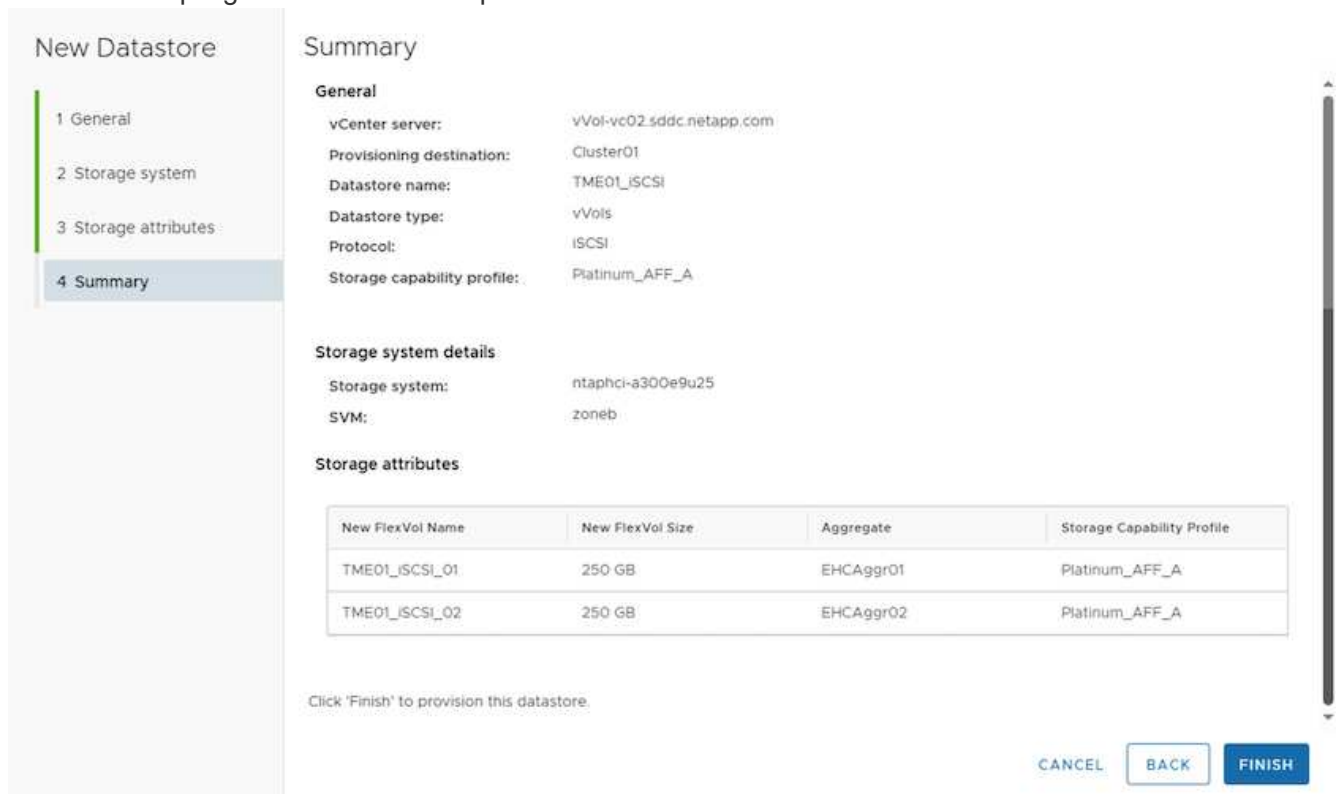 New Datastore
1 General
2 Storage system
3 Storage attributes
4 Summary
Summary
General
vCenter server: vVol-vc02.sddc.netapp.com
Provisioning destination: Cluster01
Datastore name: TME01_iSCSI
Datastore type: vVols
Protocol: iSCSI
Storage capability profile: Platinum_AFF_A
Storage system details
Storage system: ntaphci-a300e9u25
SVM: zoneb
Storage attributes
New FlexVol Name New FlexVol Size Aggregate Storage Capability Profile
TME01_iSCSI_01 250 GB EHCAggr01 Platinum_AFF_A
TME01_iSCSI_02 250 GB EHCAggr02 Platinum_AFF_A
Click 'Finish' to provision this datastore.
CANCEL BACK FINISH